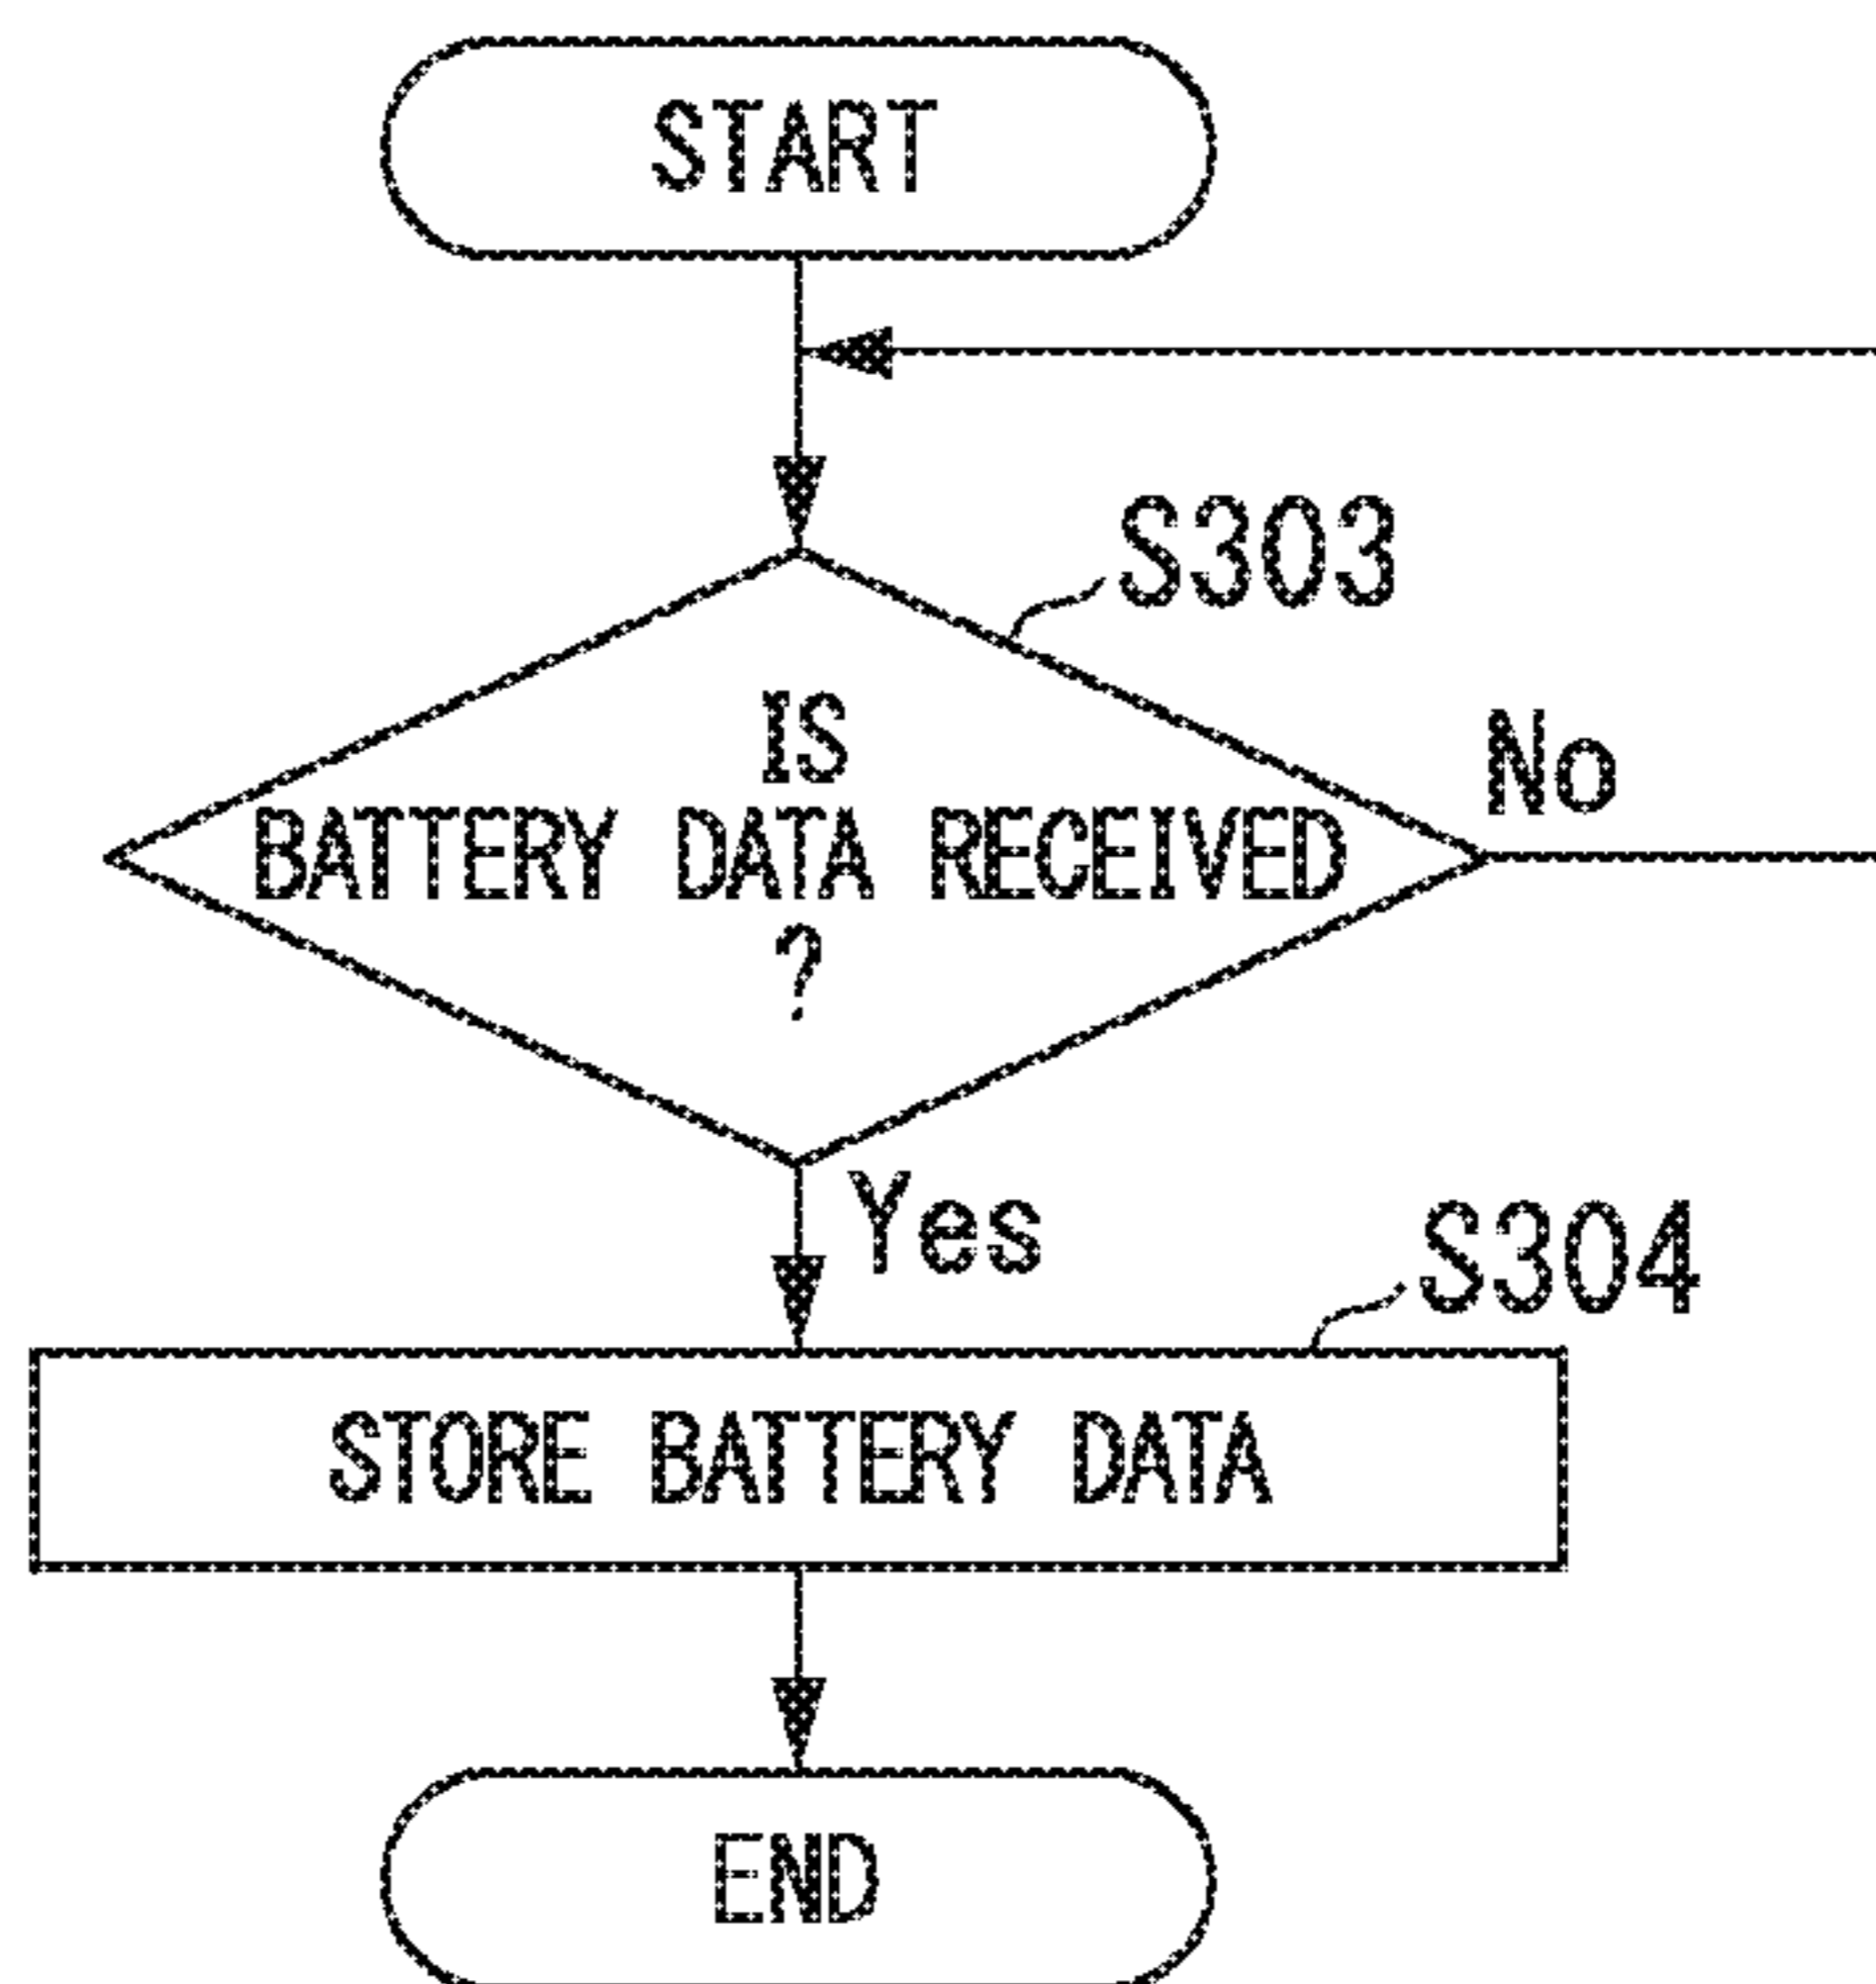 START
S303
IS
BATTERY DATA RECEIVED
?
No
Yes
S304
STORE BATTERY DATA
END